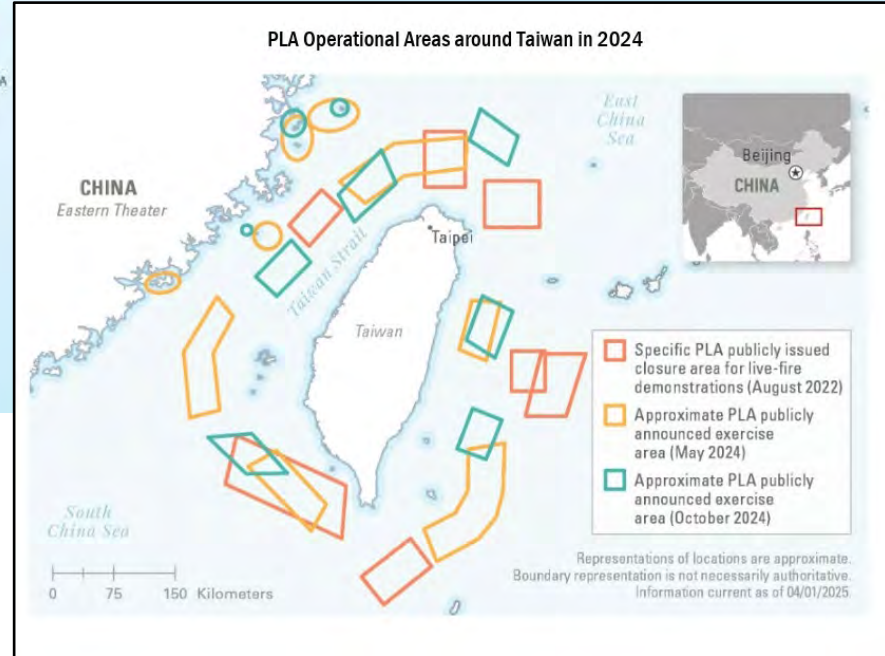 PLA Operational Areas around Taiwan in 2024
East
China
Sea
Beijing
CHINA
CHINA
Eastern Theater
Taipei
Taiwan Strait
Taiwan
Specific PLA publicly issued
closure area for live-fire
demonstrations (August 2022)
Approximate PLA publicly
announced exercise
area (May 2024)
Approximate PLA publicly
announced exercise
area (October 2024)
South
China Sea
0 75 150 Kilometers
Representations of locations are approximate.
Boundary representation is not necessarily authoritative.
Information current as of 04/01/2025.